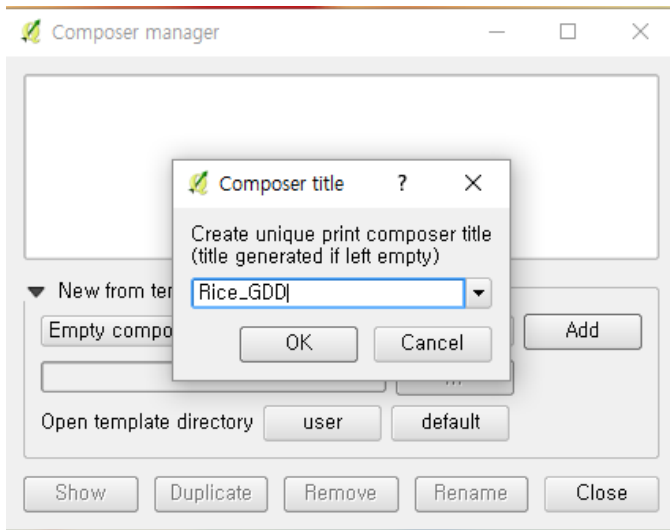 Composer manager
Composer title ?
Create unique print composer title
(title generated if left empty)
Rice_GDD
OK Cancel
New from ter
Empty compo
Add
...
Open template directory user default
Show Duplicate Remove Rename Close